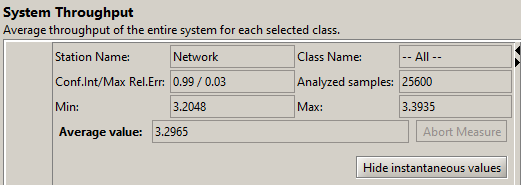 System Throughput
Average throughput of the entire system for each selected class.
Station Name: Network Class Name: -- All --
Conf.Int/Max Rel.Err: 0.99 / 0.03 Analyzed samples: 25600
Min: 3.2048 Max: 3.3935
Average value: 3.2965 Abort Measure
Hide instantaneous values